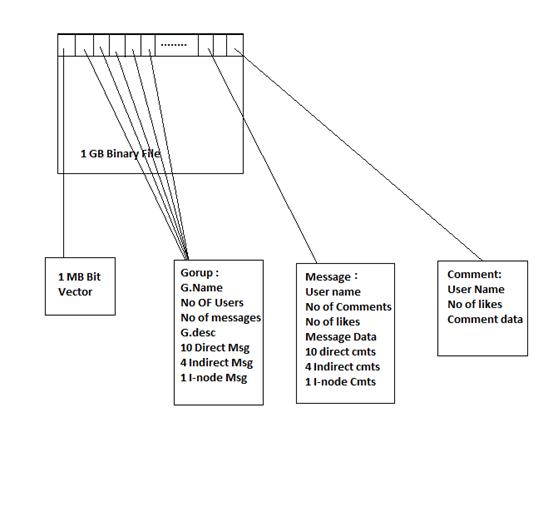 ........
1 GB Binary File
1 MB Bit
Vector
Gorup :
G.Name
No OF Users
No of messages
G.desc
10 Direct Msg
4 Indirect Msg
1 I-node Msg
Message :
User name
No of Comments
No of likes
Message Data
10 direct cmts
4 Indirect cmts
1 I-node Cmts
Comment:
User Name
No of likes
Comment data